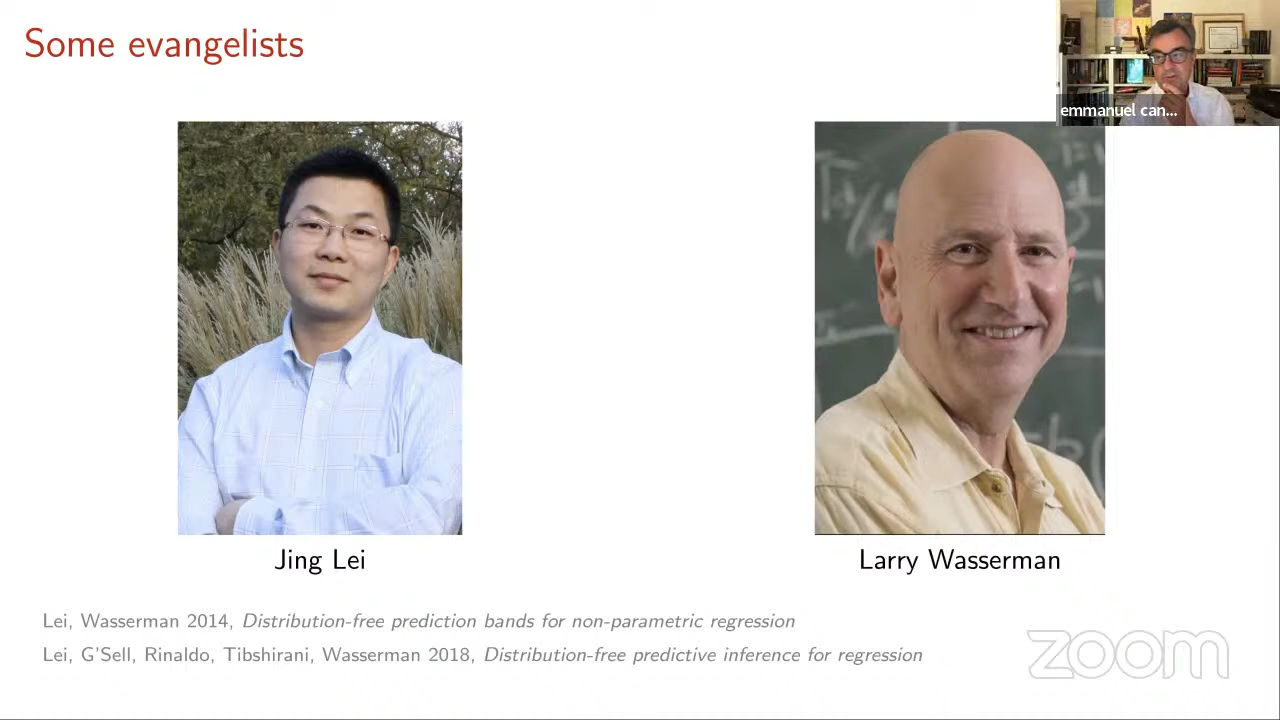 Some evangelists
emmanuel can...
Jing Lei
Larry Wasserman
Lei, Wasserman 2014, Distribution-free prediction bands for non-parametric regression
Lei, G'Sell, Rinaldo, Tibshirani, Wasserman 2018, Distribution-free predictive inference for regression
zoom